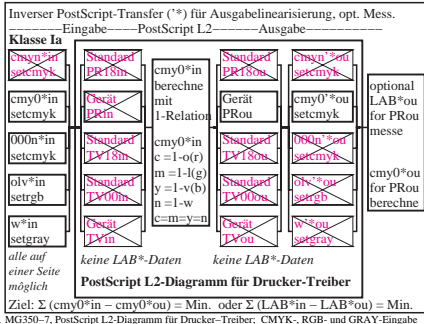 Inverser PostScript-Transfer ('*) für Ausgabelinearisierung, opt. Mess.
–––––––Eingabe––––PostScript L2–––––––Ausgabe––––––––––
Klasse Ia
cmyn*in
setcmyk
cmy0*in
setcmyk
000n*in
setcmyk
olv*in
setrgb
w*in
setgray
alle auf
einer Seite
möglich
Standard
PR18in
Gerät
PRin
Standard
TV18in
Standard
TV00in
Gerät
TVin
keine LAB*-Daten
cmy0*in
berechne
mit
1-Relation
cmy0*in
c =1-o(r)
m =1-l(g)
y =1-v(b)
n =1-w
c=m=y=n
Standard
PR18ou
Gerät
PRou
Standard
TV18ou
Standard
TV00ou
Gerät
TVou
keine LAB*-Daten
cmyn'*ou
setcmyk
cmy0'*ou
setcmyk
000n'*ou
setcmyk
olv'*ou
setrgb
w'*ou
setgray
optional
LAB*ou
for PRou
messe
cmy0*ou
for PRou
berechne
PostScript L2-Diagramm für Drucker-Treiber
Ziel: Σ (cmy0*in – cmy0*ou) = Min. oder Σ (LAB*in – LAB*ou) = Min.
MG350–7, PostScript L2-Diagramm für Drucker–Treiber; CMYK-, RGB- und GRAY-Eingabe